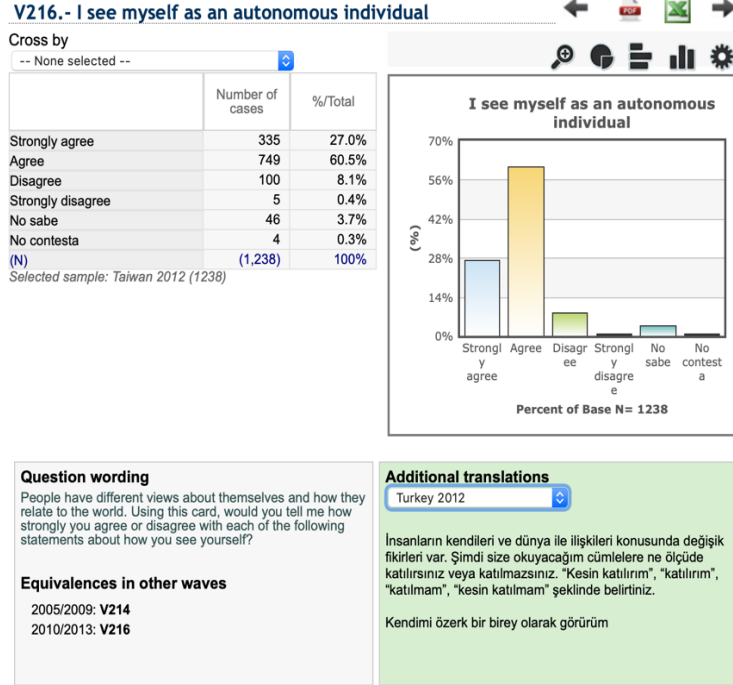 V216.- I see myself as an autonomous individual
PDF
Cross by
-- None selected --
Number of cases %/Total
Strongly agree 335 27.0%
Agree 749 60.5%
Disagree 100 8.1%
Strongly disagree 5 0.4%
No sabe 46 3.7%
No contesta 4 0.3%
(N) (1,238) 100%
Selected sample: Taiwan 2012 (1238)
I see myself as an autonomous
individual
70%
56%
42%
28%
14%
0%
(%)
Strongl Agree Disagr Strongl No No
y ee y sabe contest
agree disagre a
e
Percent of Base N= 1238
Question wording
People have different views about themselves and how they
relate to the world. Using this card, would you tell me how
strongly you agree or disagree with each of the following
statements about how you see yourself?
Equivalences in other waves
2005/2009: V214
2010/2013: V216
Additional translations
Turkey 2012
İnsanların kendileri ve dünya ile ilişkileri konusunda değişik
fikirleri var. Şimdi size okuyacağım cümlelere ne ölçüde
katılırsınız veya katılmazsınız. “Kesin katılırım”, “katılırım”,
“katılmam”, “kesin katılmam” şeklinde belirtiniz.
Kendimi özerk bir birey olarak görürüm